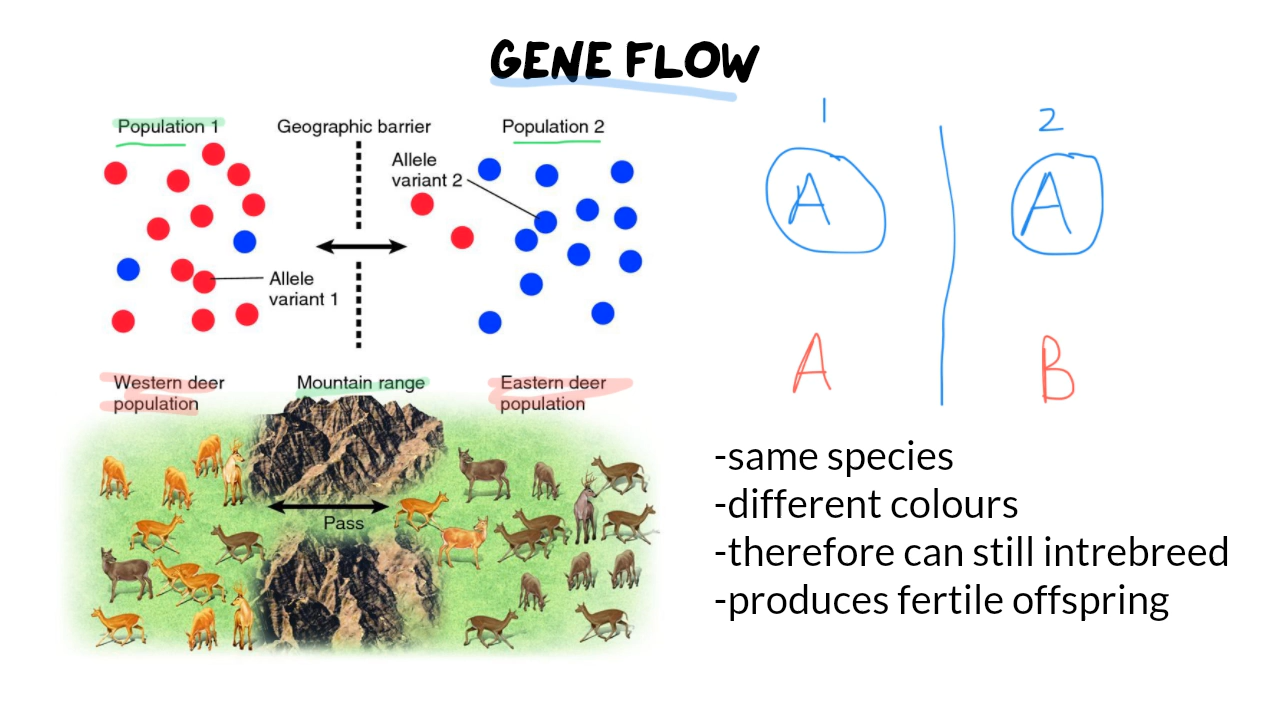 GENE FLOW
Population 1
Geographic barrier
Population 2
Allele
variant 2
Allele
variant 1
Western deer
population
Mountain range
Eastern deer
population
Pass
1
2
A
A
A
B
-same species
-different colours
-therefore can still intrebreed
-produces fertile offspring